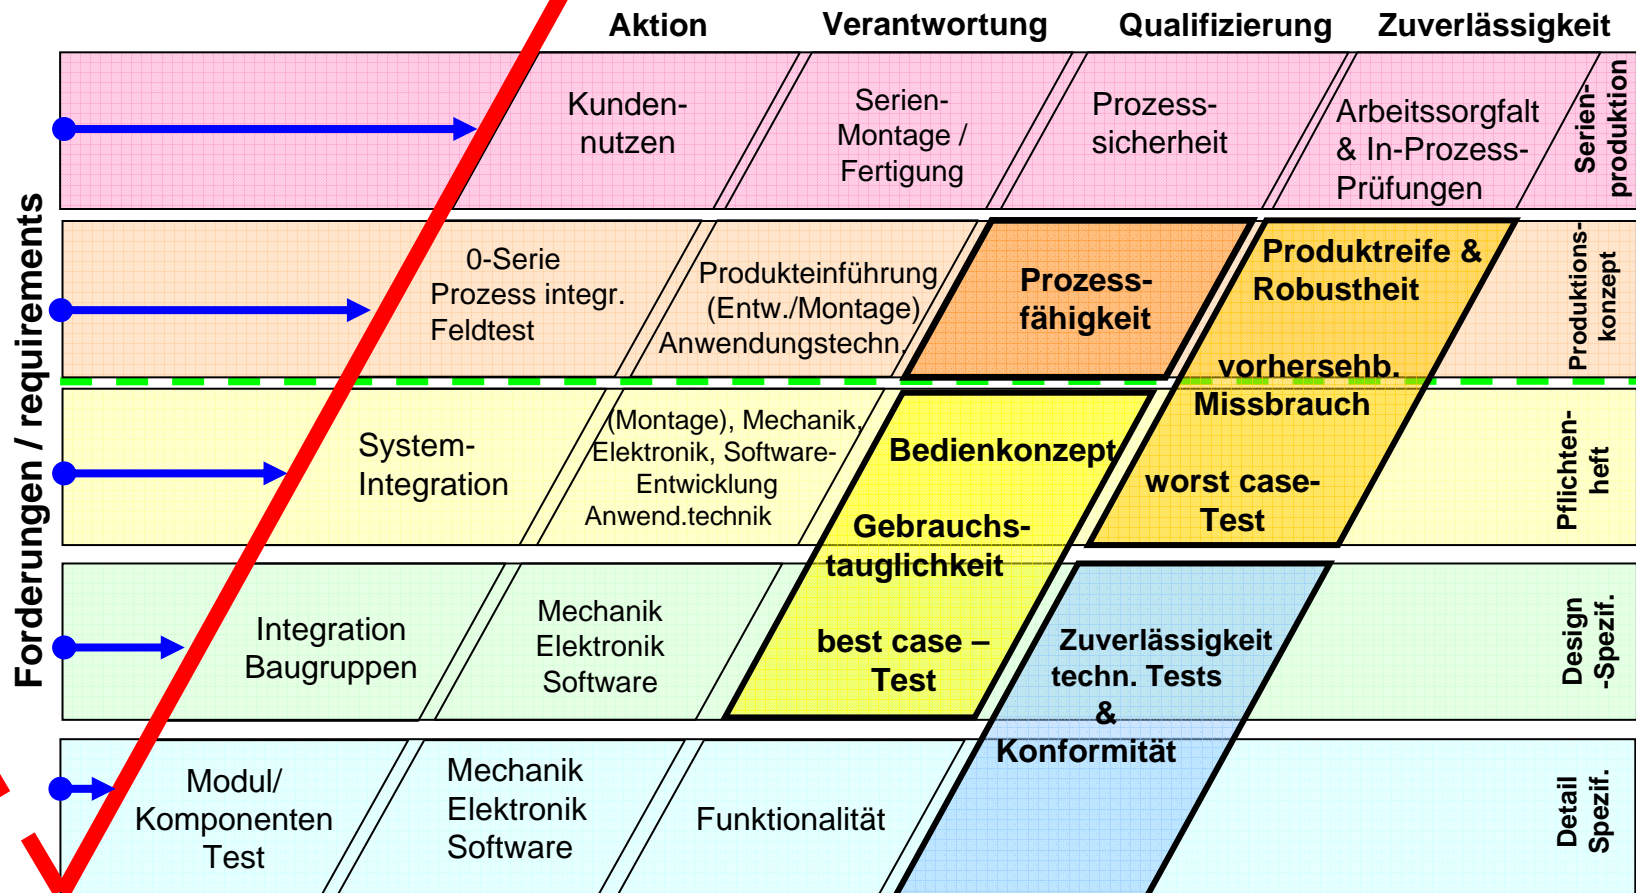 Aktion
Verantwortung
Qualifizierung
Zuverlässigkeit
Forderungen / requirements
Kunden-
nutzen
Serien-
Montage /
Fertigung
Prozess-
sicherheit
Arbeitssorgfalt
& In-Prozess-
Prüfungen
Serien-
produktion
0-Serie
Prozess integr.
Feldtest
Produkteinführung
(Entw./Montage)
Anwendungstechn.
Prozess-
fähigkeit
Produktreife &
Robustheit
vorhersehb.
Missbrauch
worst case-
Test
Produktions-
konzept
System-
Integration
(Montage), Mechanik,
Elektronik, Software-
Entwicklung
Anwend.technik
Bedienkonzept
Gebrauchs-
tauglichkeit
best case –
Test
Pflichten-
heft
Integration
Baugruppen
Mechanik
Elektronik
Software
Zuverlässigkeit
techn. Tests
&
Konformität
Design
-Spezif.
Modul/
Komponenten
Test
Mechanik
Elektronik
Software
Funktionalität
Detail
Spezif.